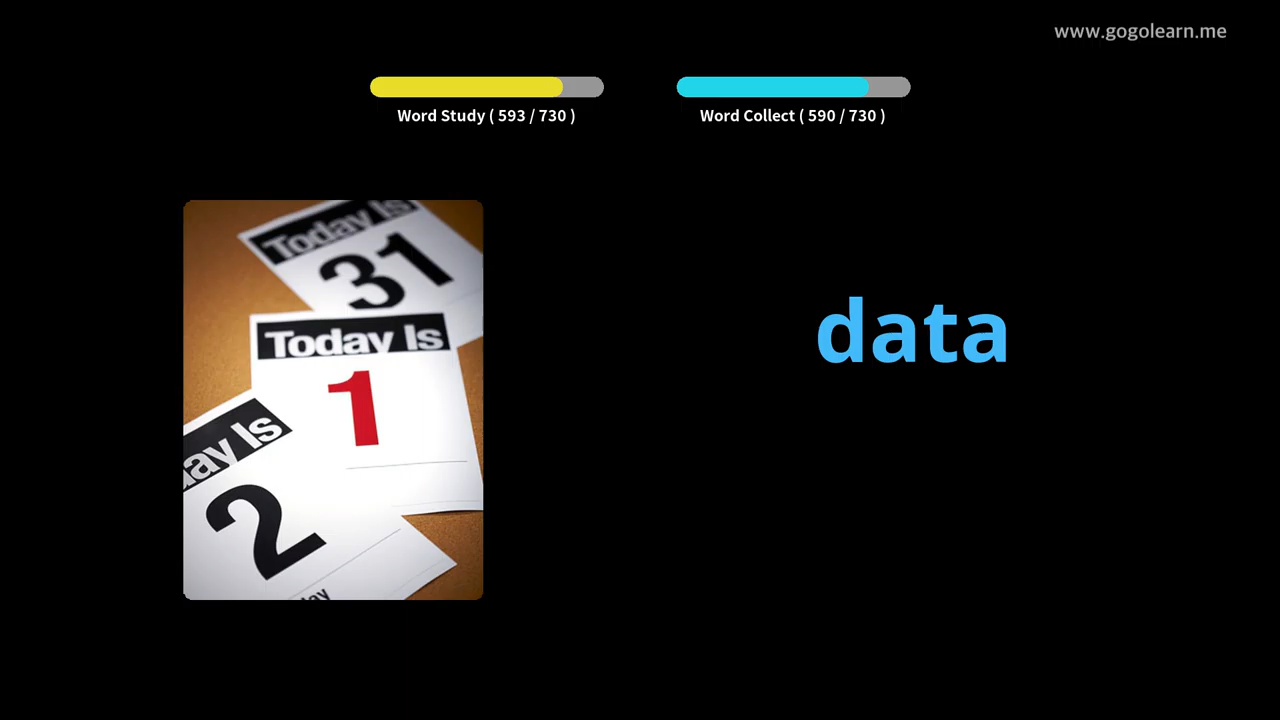 www.gogolearn.me
Word Study ( 593 / 730 )
Word Collect ( 590 / 730 )
Today Is
31
Today Is
1
ay Is
2
data